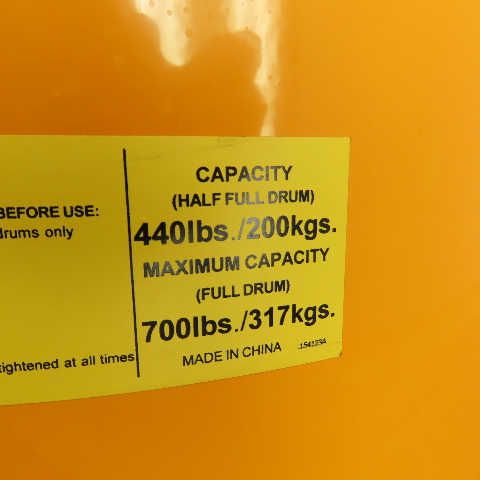 BEFORE USE:
drums only
tightened at all times
CAPACITY
(HALF FULL DRUM)
440lbs./200kgs.
MAXIMUM CAPACITY
(FULL DRUM)
700lbs./317kgs.
MADE IN CHINA